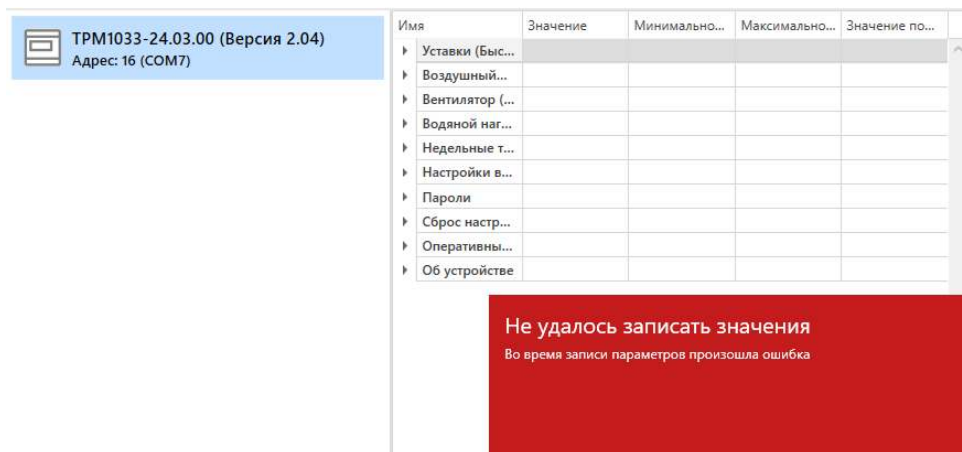 ТРМ1033-24.03.00 (Версия 2.04)
Адрес: 16 (COM7)
Имя Значение Минимально... Максимально... Значение по...
Уставки (Быс...
Воздушный...
Вентилятор (...
Водяной наг...
Недельные т...
Настройки в...
Пароли
Сброс настр...
Оперативны...
Об устройстве
Не удалось записать значения
Во время записи параметров произошла ошибка